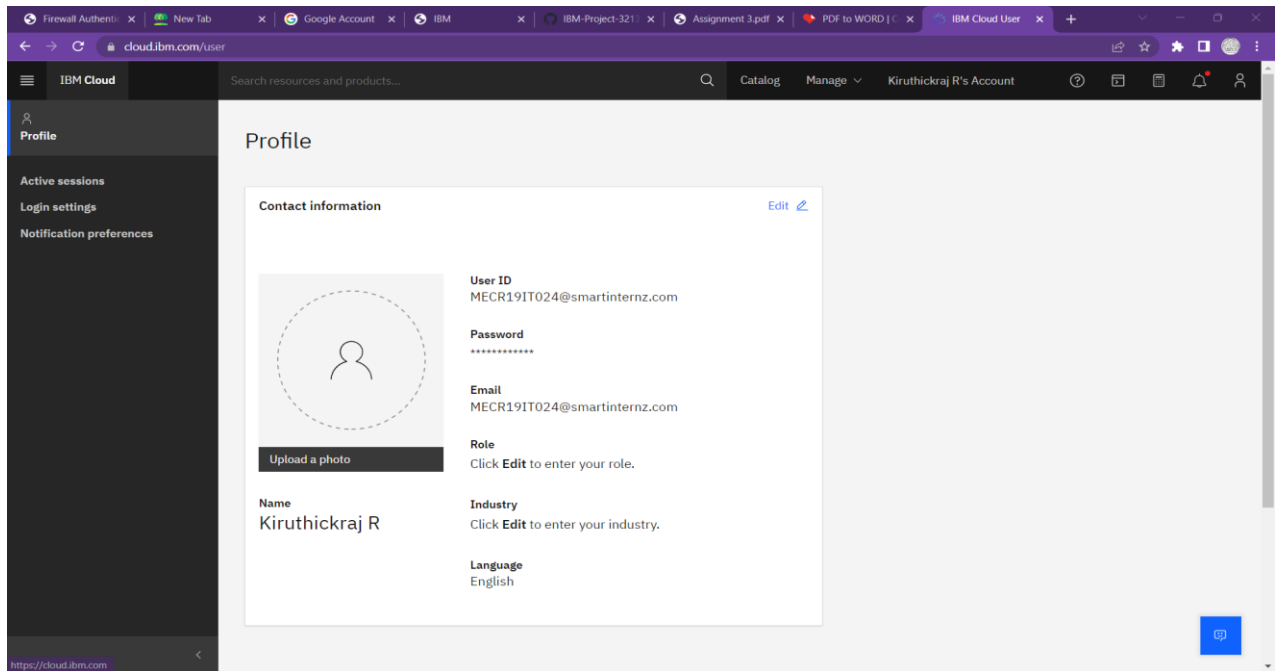 Firewall Authentic
New Tab
Google Account
IBM
IBM-Project-321
Assignment 3.pdf
PDF to WORD | C
IBM Cloud User
cloud.ibm.com/user
IBM Cloud
Search resources and products...
Catalog
Manage
Kiruthickraj R's Account
Profile
Profile
Active sessions
Login settings
Notification preferences
Contact information
Edit
User ID
MECR19IT024@smartinternz.com
Password
************
Email
MECR19IT024@smartinternz.com
Role
Click Edit to enter your role.
Upload a photo
Name
Kiruthickraj R
Industry
Click Edit to enter your industry.
Language
English
https://cloud.ibm.com